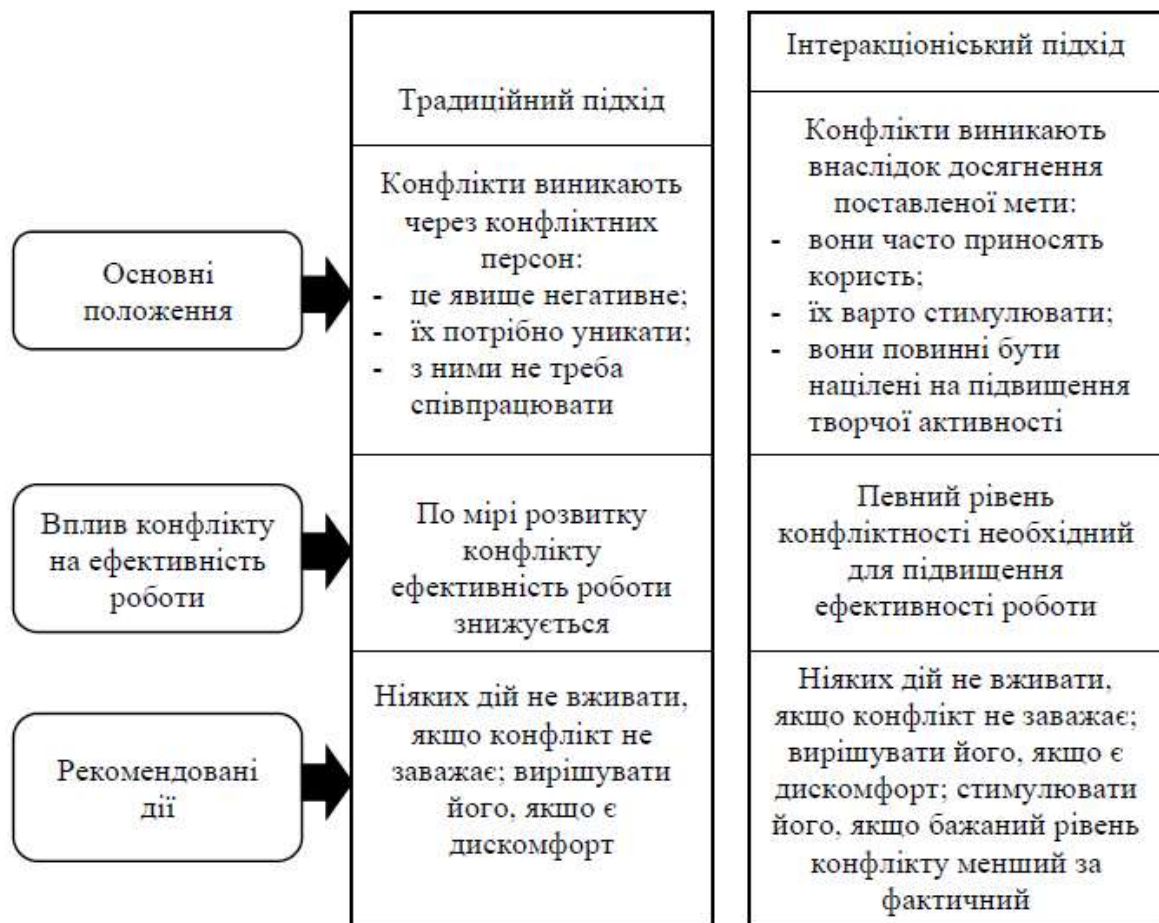 Традиційний підхід
Інтеракціоніський підхід
Основні
положення
Конфлікти виникають
через конфліктних
персон:
- це явище негативне;
- їх потрібно уникати;
- з ними не треба
співпрацювати
Конфлікти виникають
внаслідок досягнення
поставленої мети:
- вони часто приносять
користь;
- їх варто стимулювати;
- вони повинні бути
націлені на підвищення
творчої активності
Вплив конфлікту
на ефективність
роботи
По мірі розвитку
конфлікту
ефективність роботи
знижується
Певний рівень
конфліктності необхідний
для підвищення
ефективності роботи
Рекомендовані
дії
Ніяких дій не вживати,
якщо конфлікт не
заважає; вирішувати
його, якщо є
дискомфорт
Ніяких дій не вживати,
якщо конфлікт не заважає;
вирішувати його, якщо є
дискомфорт; стимулювати
його, якщо бажаний рівень
конфлікту менший за
фактичний